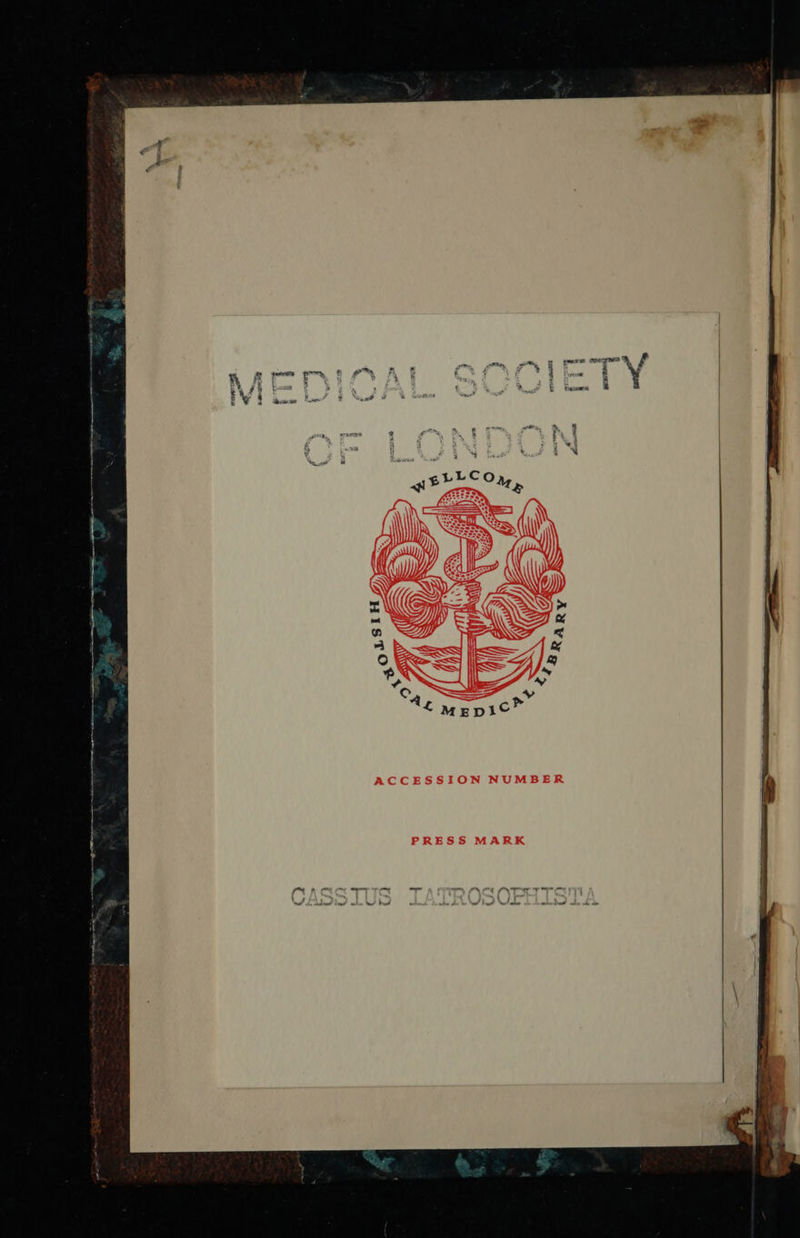 MEDICAL SOCIETY
OF LONDON
WELLCOME
HISTORICAL MEDICAL LIBRARY
ACCESSION NUMBER
PRESS MARK
CASSIUS IATROSOPHISTA